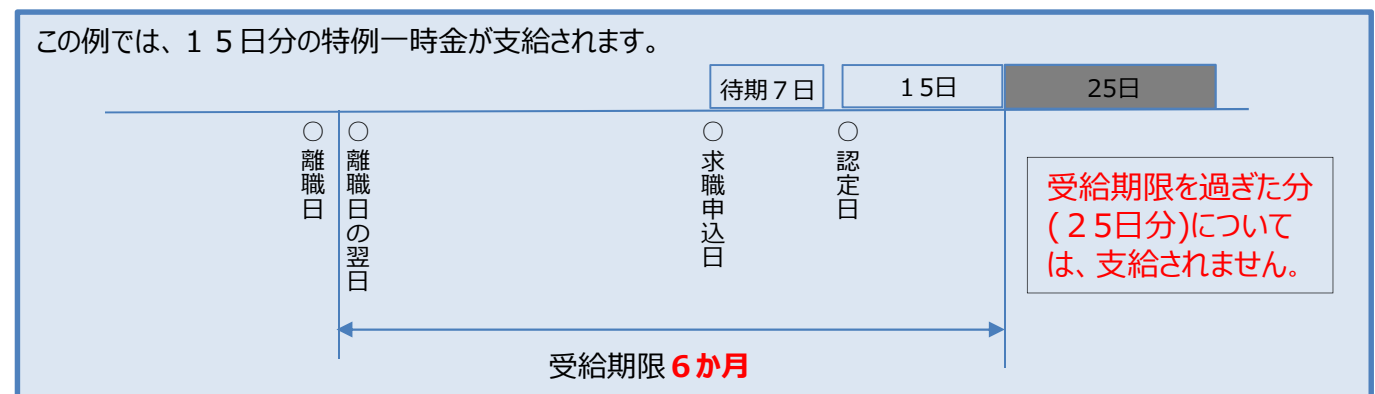 この例では、１５日分の特例一時金が支給されます。
待期７日
１５日
25日
○離職日
○離職日の翌日
○求職申込日
○認定日
受給期限を過ぎた分
(２５日分)について
は、支給されません。
受給期限６か月